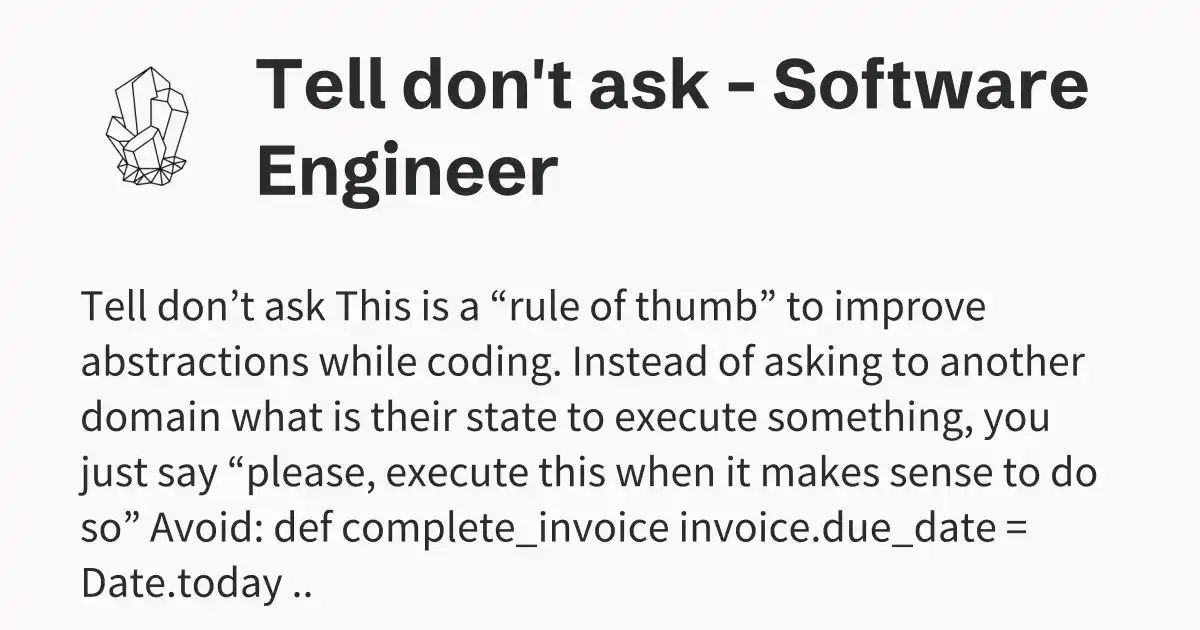 Tell don't ask - Software
Engineer
Tell don’t ask This is a “rule of thumb” to improve
abstractions while coding. Instead of asking to another
domain what is their state to execute something, you
just say “please, execute this when it makes sense to do
so” Avoid: def complete_invoice invoice.due_date =
Date.today ..